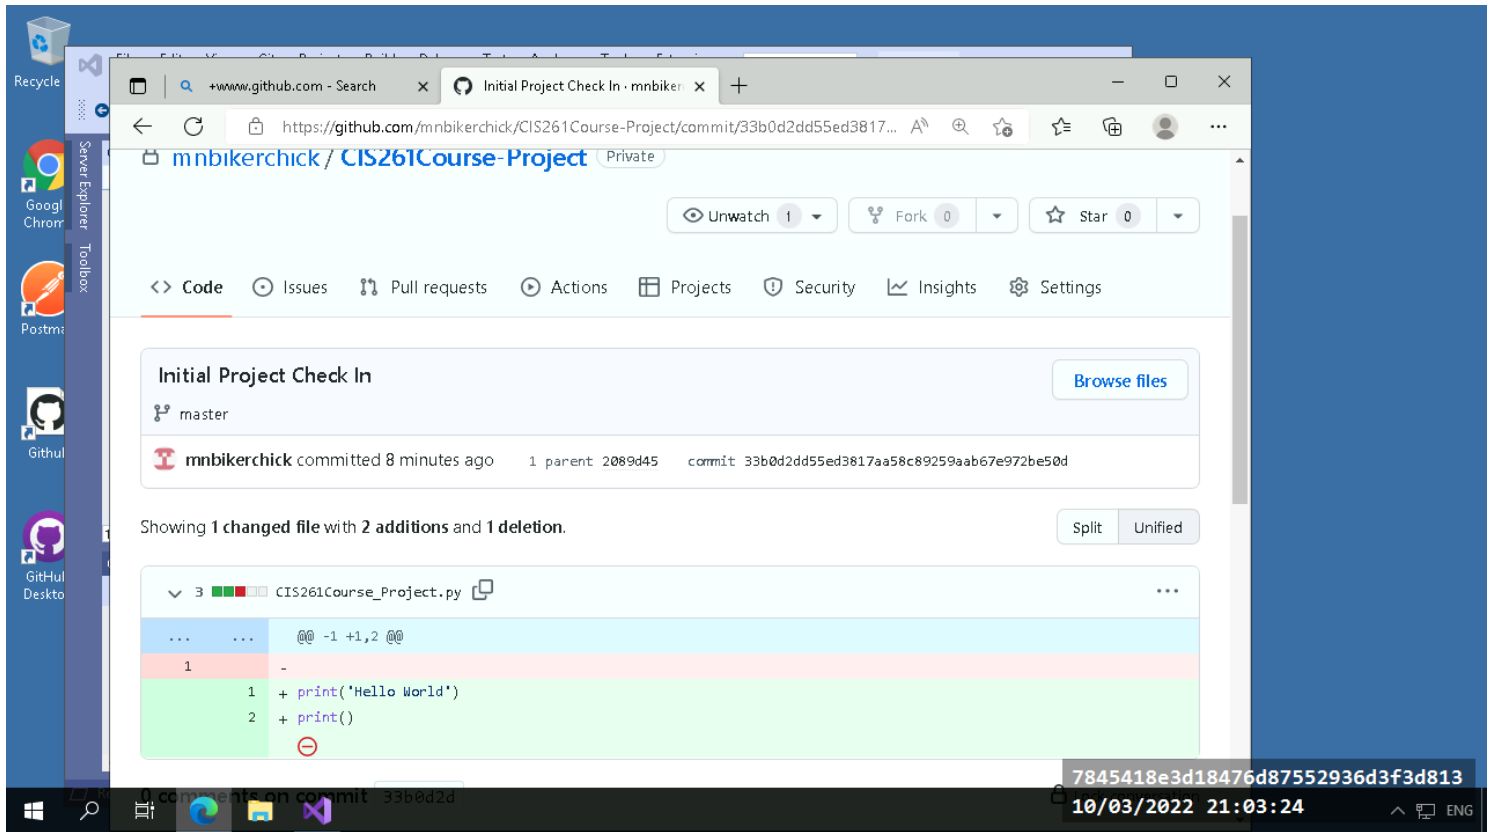 Recycle
Googl
Chrom
Postma
Githul
GitHul
Deskto
Server Explorer
Toolbox
+www.github.com - Search
Initial Project Check In · mnbiker
https://github.com/mnbikerchick/CIS261Course-Project/commit/33b0d2dd55ed3817...
mnbikerchick / CIS261Course-Project Private
Unwatch 1
Fork 0
Star 0
Code
Issues
Pull requests
Actions
Projects
Security
Insights
Settings
Initial Project Check In
Browse files
master
mnbikerchick committed 8 minutes ago
1 parent 2089d45
commit 33b0d2dd55ed3817aa58c89259aab67e972be50d
Showing 1 changed file with 2 additions and 1 deletion.
Split Unified
3 CIS261Course_Project.py
... ... @@ -1 +1,2 @@
1 -
1 + print('Hello World')
2 + print()
0 comments on commit 33b0d2d
Lock conversation
7845418e3d18476d87552936d3f3d813
10/03/2022 21:03:24
ENG